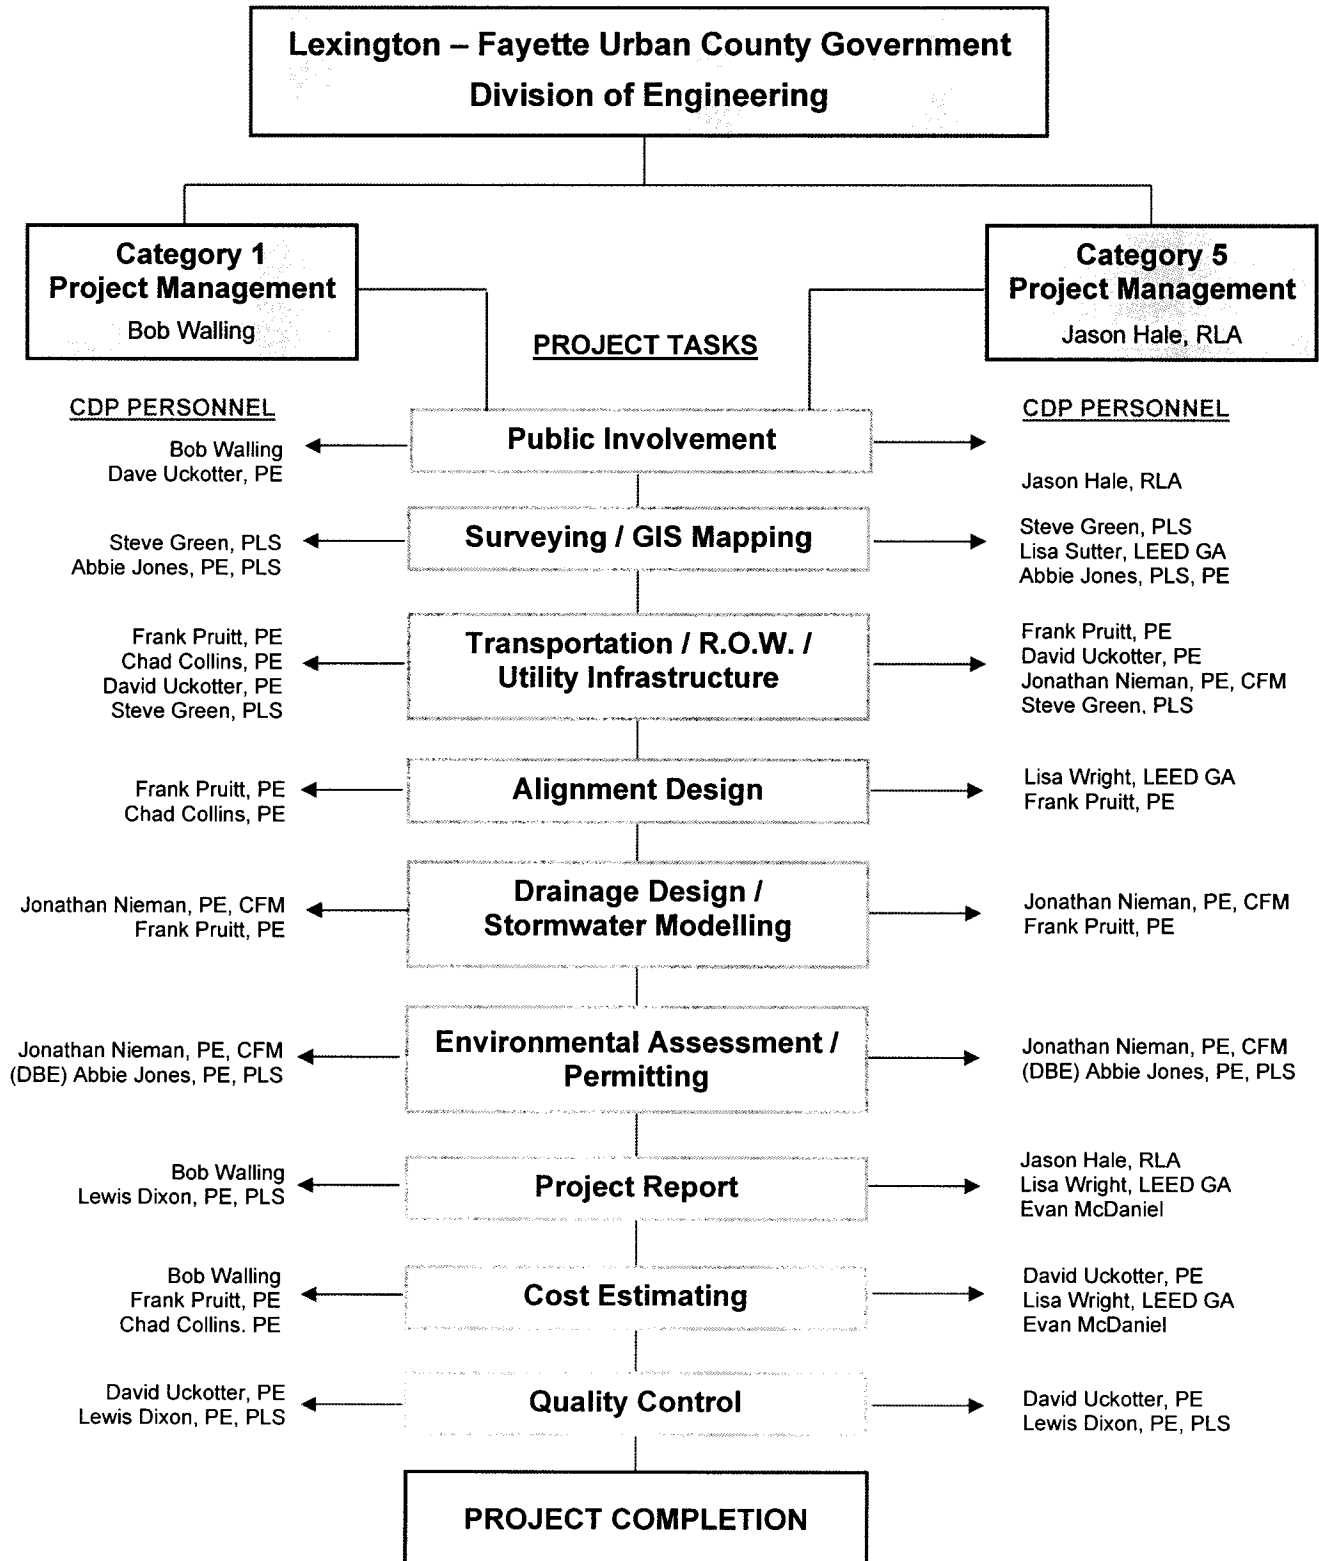 Lexington – Fayette Urban County Government
Division of Engineering
Category 1
Project Management
Bob Walling
Category 5
Project Management
Jason Hale, RLA
PROJECT TASKS
CDP PERSONNEL
CDP PERSONNEL
Bob Walling
Dave Uckotter, PE
Public Involvement
Jason Hale, RLA
Steve Green, PLS
Abbie Jones, PE, PLS
Surveying / GIS Mapping
Steve Green, PLS
Lisa Sutter, LEED GA
Abbie Jones, PLS, PE
Frank Pruitt, PE
Chad Collins, PE
David Uckotter, PE
Steve Green, PLS
Transportation / R.O.W. /
Utility Infrastructure
Frank Pruitt, PE
David Uckotter, PE
Jonathan Nieman, PE, CFM
Steve Green, PLS
Frank Pruitt, PE
Chad Collins, PE
Alignment Design
Lisa Wright, LEED GA
Frank Pruitt, PE
Jonathan Nieman, PE, CFM
Frank Pruitt, PE
Drainage Design /
Stormwater Modelling
Jonathan Nieman, PE, CFM
Frank Pruitt, PE
Jonathan Nieman, PE, CFM
(DBE) Abbie Jones, PE, PLS
Environmental Assessment /
Permitting
Jonathan Nieman, PE, CFM
(DBE) Abbie Jones, PE, PLS
Bob Walling
Lewis Dixon, PE, PLS
Project Report
Jason Hale, RLA
Lisa Wright, LEED GA
Evan McDaniel
Bob Walling
Frank Pruitt, PE
Chad Collins. PE
Cost Estimating
David Uckotter, PE
Lisa Wright, LEED GA
Evan McDaniel
David Uckotter, PE
Lewis Dixon, PE, PLS
Quality Control
David Uckotter, PE
Lewis Dixon, PE, PLS
PROJECT COMPLETION